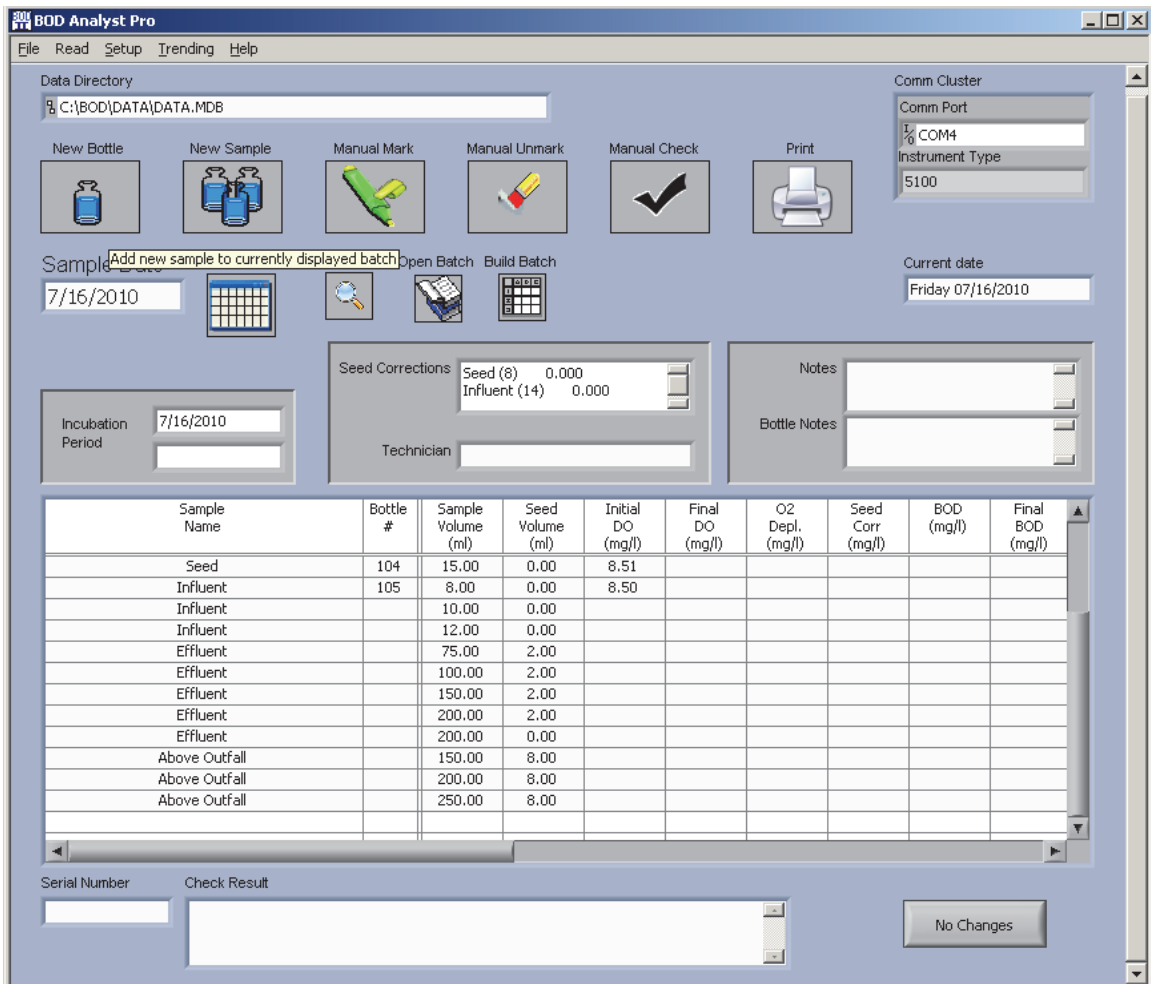 BOD Analyst Pro
File Read Setup Trending Help
Data Directory
C:\BOD\DATA\DATA.MDB
Comm Cluster
Comm Port
COM4
Instrument Type
5100
New Bottle New Sample Manual Mark Manual Unmark Manual Check Print
Add new sample to currently displayed batch
Sample Date
Open Batch Build Batch
7/16/2010
Current date
Friday 07/16/2010
Seed Corrections
Seed (8) 0.000
Influent (14) 0.000
Technician
Incubation
Period
7/16/2010
Notes
Bottle Notes
Sample Name Bottle # Sample Volume (ml) Seed Volume (ml) Initial DO (mg/l) Final DO (mg/l) O2 Depl. (mg/l) Seed Corr (mg/l) BOD (mg/l) Final BOD (mg/l)
Seed 104 15.00 0.00 8.51
Influent 105 8.00 0.00 8.50
Influent 10.00 0.00
Influent 12.00 0.00
Effluent 75.00 2.00
Effluent 100.00 2.00
Effluent 150.00 2.00
Effluent 200.00 2.00
Effluent 200.00 0.00
Above Outfall 150.00 8.00
Above Outfall 200.00 8.00
Above Outfall 250.00 8.00
Serial Number
Check Result
No Changes